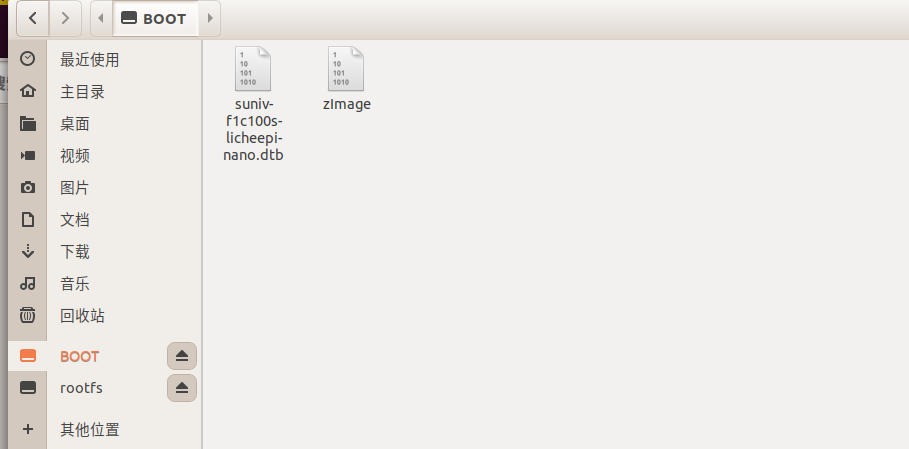 BOOT
最近使用
主目录
桌面
视频
图片
文档
下载
音乐
回收站
BOOT
rootfs
其他位置
1
10
101
1010
suniv-
f1c100s-
licheepi-
nano.dtb
1
10
101
1010
zImage